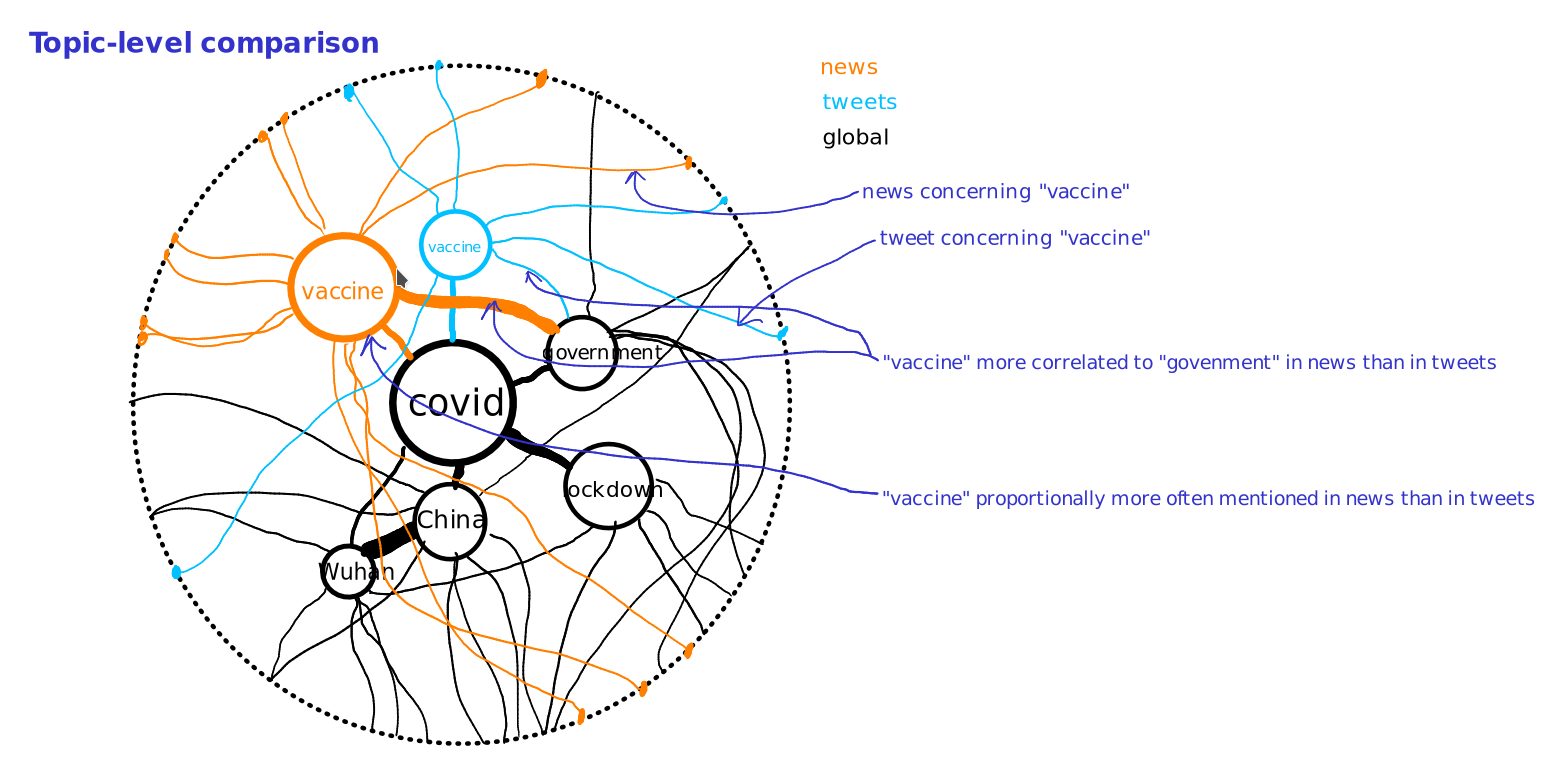 Topic-level comparison
news
tweets
global
news concerning "vaccine"
tweet concerning "vaccine"
vaccine
vaccine
government
"vaccine" more correlated to "govenment" in news than in tweets
covid
lockdown
"vaccine" proportionally more often mentioned in news than in tweets
China
Wuhan